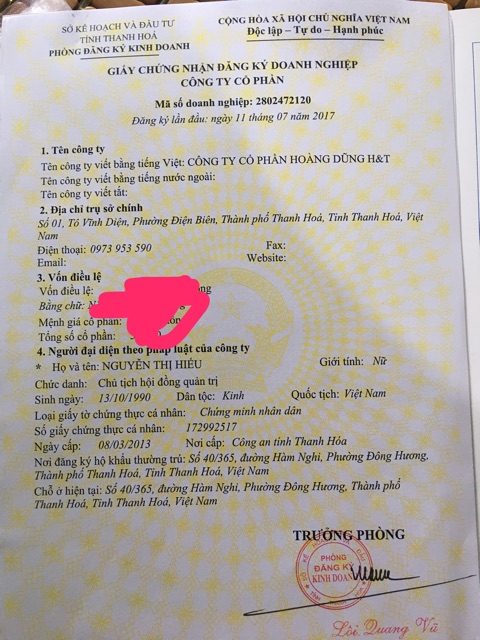 SỞ KẾ HOẠCH VÀ ĐẦU TƯ
TỈNH THANH HOÁ
PHÒNG ĐĂNG KÝ KINH DOANH
CỘNG HÒA XÃ HỘI CHỦ NGHĨA VIỆT NAM
Độc lập – Tự do – Hạnh phúc
GIẤY CHỨNG NHẬN ĐĂNG KÝ DOANH NGHIỆP
CÔNG TY CỔ PHẦN
Mã số doanh nghiệp: 2802472120
Đăng ký lần đầu: ngày 11 tháng 07 năm 2017
1. Tên công ty
Tên công ty viết bằng tiếng Việt: CÔNG TY CỔ PHẦN HOÀNG DŨNG H&T
Tên công ty viết bằng tiếng nước ngoài:
Tên công ty viết tắt:
2. Địa chỉ trụ sở chính
Số 01, Tô Vĩnh Diện, Phường Điện Biên, Thành phố Thanh Hoá, Tỉnh Thanh Hoá, Việt
Nam
Điện thoại: 0973 953 590 Fax:
Email: Website:
3. Vốn điều lệ
Vốn điều lệ:
Bằng chữ:
Mệnh giá cổ phần:
Tổng số cổ phần:
4. Người đại diện theo pháp luật của công ty
* Họ và tên: NGUYỄN THỊ HIẾU Giới tính: Nữ
Chức danh: Chủ tịch hội đồng quản trị
Sinh ngày: 13/10/1990 Dân tộc: Kinh Quốc tịch: Việt Nam
Loại giấy tờ chứng thực cá nhân: Chứng minh nhân dân
Số giấy chứng thực cá nhân: 172992517
Ngày cấp: 08/03/2013 Nơi cấp: Công an tỉnh Thanh Hóa
Nơi đăng ký hộ khẩu thường trú: Số 40/365, đường Hàm Nghi, Phường Đông Hương,
Thành phố Thanh Hoá, Tỉnh Thanh Hoá, Việt Nam
Chỗ ở hiện tại: Số 40/365, đường Hàm Nghi, Phường Đông Hương, Thành phố
Thanh Hoá, Tỉnh Thanh Hoá, Việt Nam
TRƯỞNG PHÒNG
PHÒNG
ĐĂNG KÝ
KINH DOANH
Lôi Quang Vũ